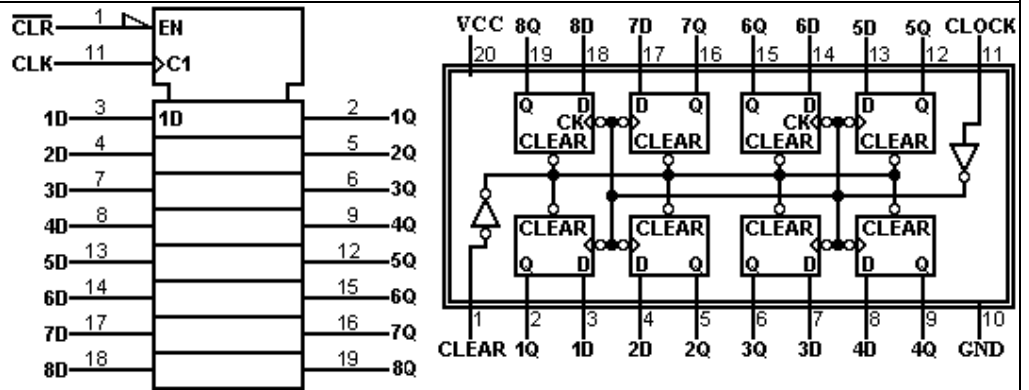 CLR 1 EN
CLK 11 C1
1D 3 1D 2 1Q
2D 4 5 2Q
3D 7 6 3Q
4D 8 9 4Q
5D 13 12 5Q
6D 14 15 6Q
7D 17 16 7Q
8D 18 19 8Q
VCC 8Q 8D 7D 7Q 6Q 6D 5D 5Q CLOCK
20 19 18 17 16 15 14 13 12 11
Q D D Q Q D D Q
CK CK
CLEAR CLEAR CLEAR CLEAR
CLEAR CLEAR CLEAR CLEAR
Q D D Q Q D D Q
1 2 3 4 5 6 7 8 9 10
CLEAR 1Q 1D 2D 2Q 3Q 3D 4D 4Q GND